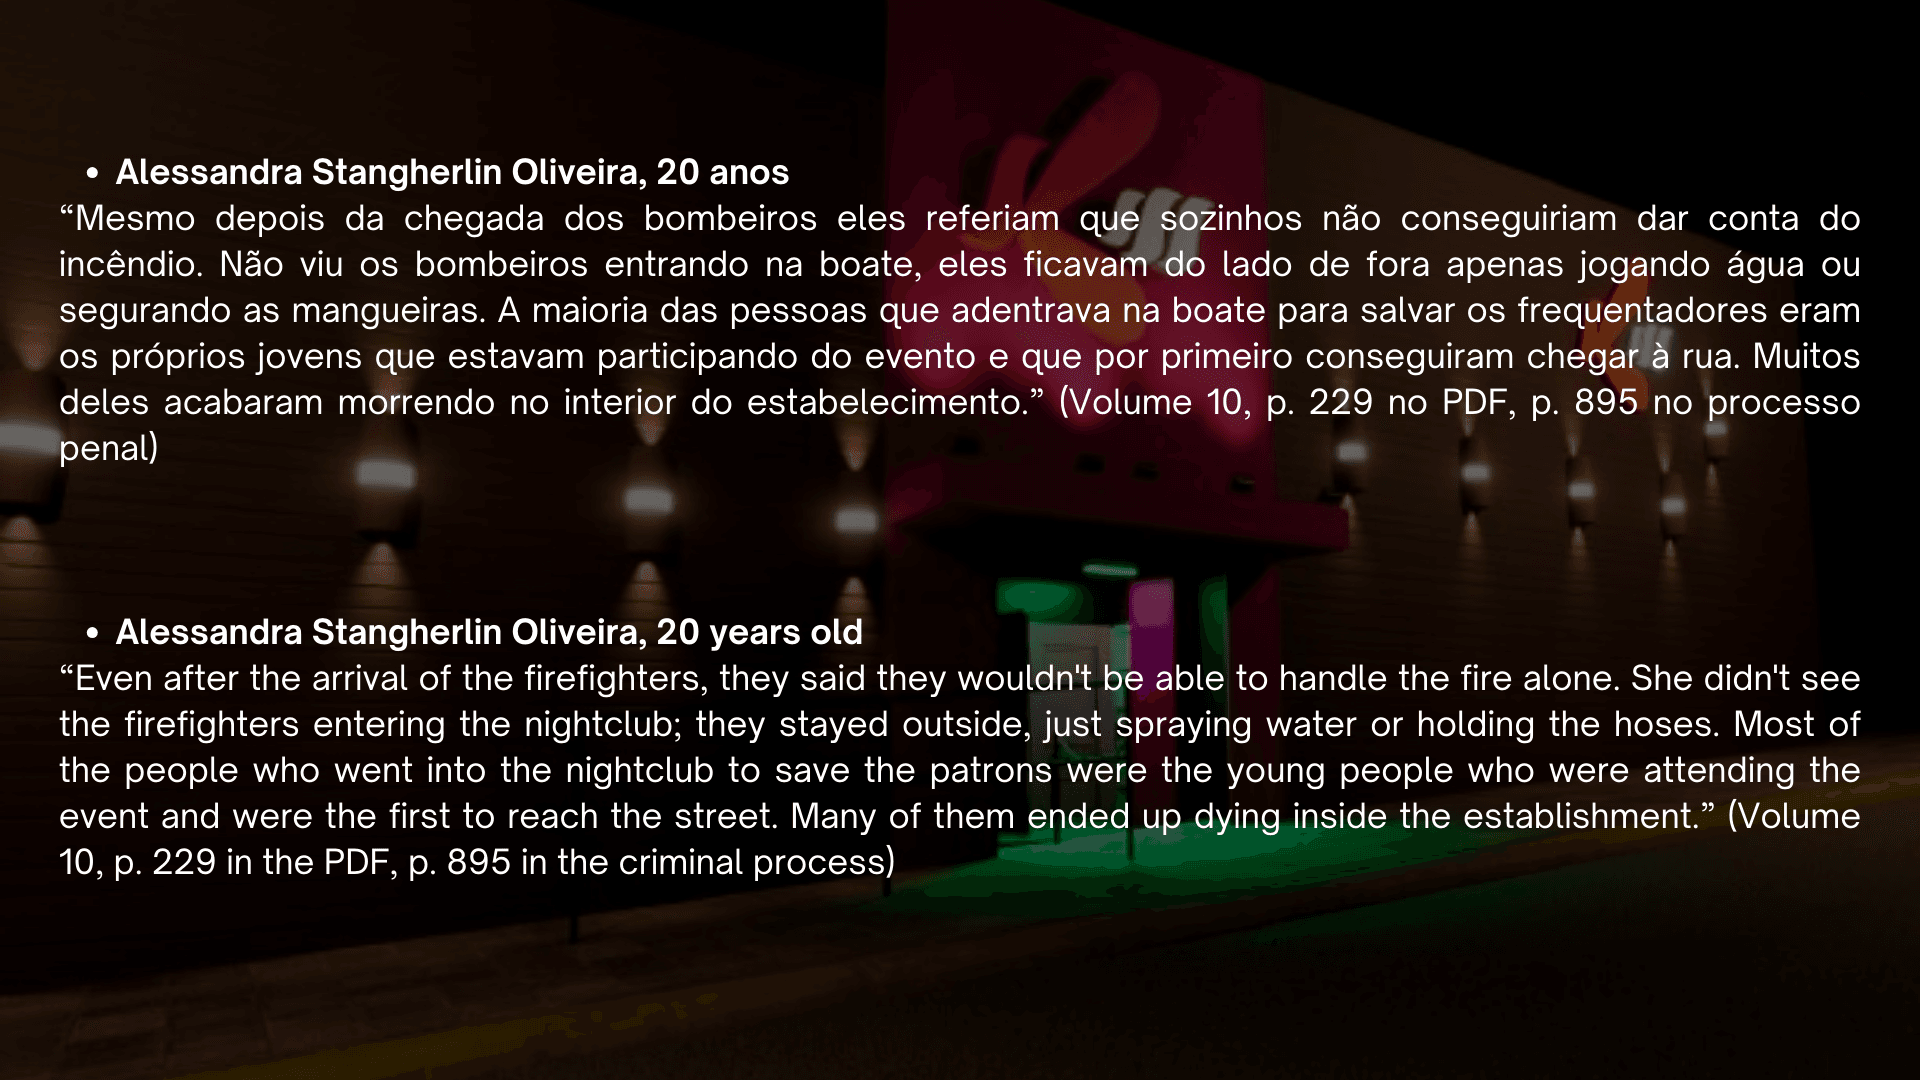 • Alessandra Stangherlin Oliveira, 20 anos
“Mesmo depois da chegada dos bombeiros eles referiam que sozinhos não conseguiriam dar conta do
incêndio. Não viu os bombeiros entrando na boate, eles ficavam do lado de fora apenas jogando água ou
segurando as mangueiras. A maioria das pessoas que adentrava na boate para salvar os frequentadores eram
os próprios jovens que estavam participando do evento e que por primeiro conseguiram chegar à rua. Muitos
deles acabaram morrendo no interior do estabelecimento.” (Volume 10, p. 229 no PDF, p. 895 no processo
penal)
• Alessandra Stangherlin Oliveira, 20 years old
“Even after the arrival of the firefighters, they said they wouldn't be able to handle the fire alone. She didn't see
the firefighters entering the nightclub; they stayed outside, just spraying water or holding the hoses. Most of
the people who went into the nightclub to save the patrons were the young people who were attending the
event and were the first to reach the street. Many of them ended up dying inside the establishment.” (Volume
10, p. 229 in the PDF, p. 895 in the criminal process)